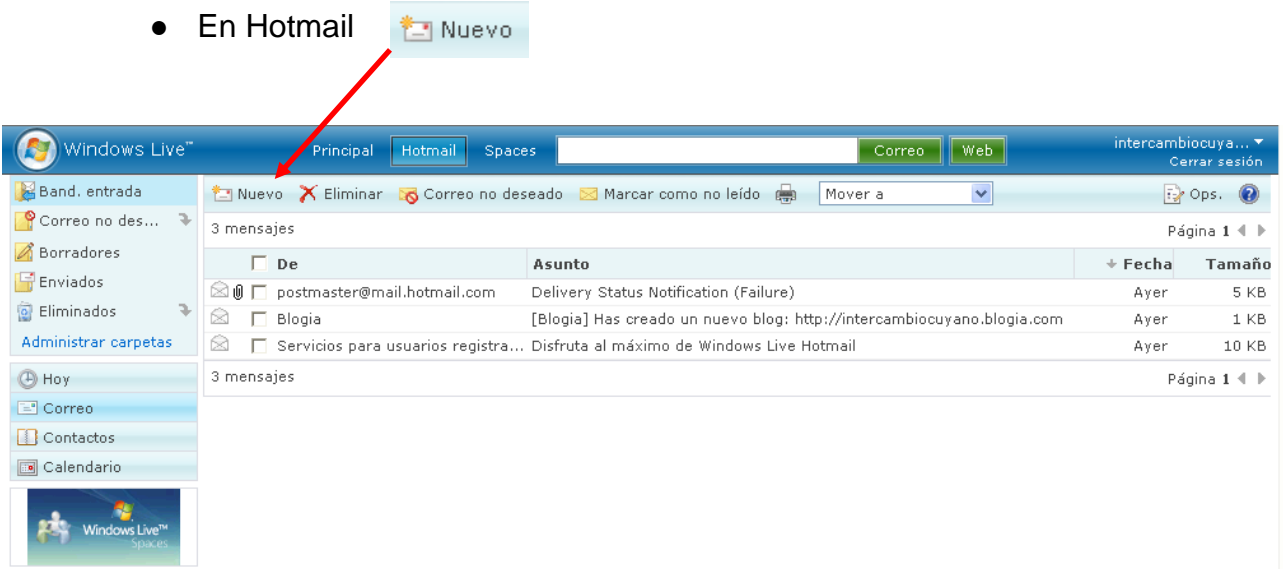 ● En Hotmail Nuevo
Windows Live™ Principal Hotmail Spaces Correo Web intercambiocuya...
Cerrar sesión
Band. entrada
Correo no des...
Borradores
Enviados
Eliminados
Administrar carpetas
Hoy
Correo
Contactos
Calendario
Windows Live™
Spaces
Nuevo Eliminar Correo no deseado Marcar como no leído Mover a Ops.
3 mensajes Página 1
De Asunto Fecha Tamaño
postmaster@mail.hotmail.com Delivery Status Notification (Failure) Ayer 5 KB
Blogia [Blogia] Has creado un nuevo blog: http://intercambiocuyano.blogia.com Ayer 1 KB
Servicios para usuarios registra... Disfruta al máximo de Windows Live Hotmail Ayer 10 KB
3 mensajes Página 1